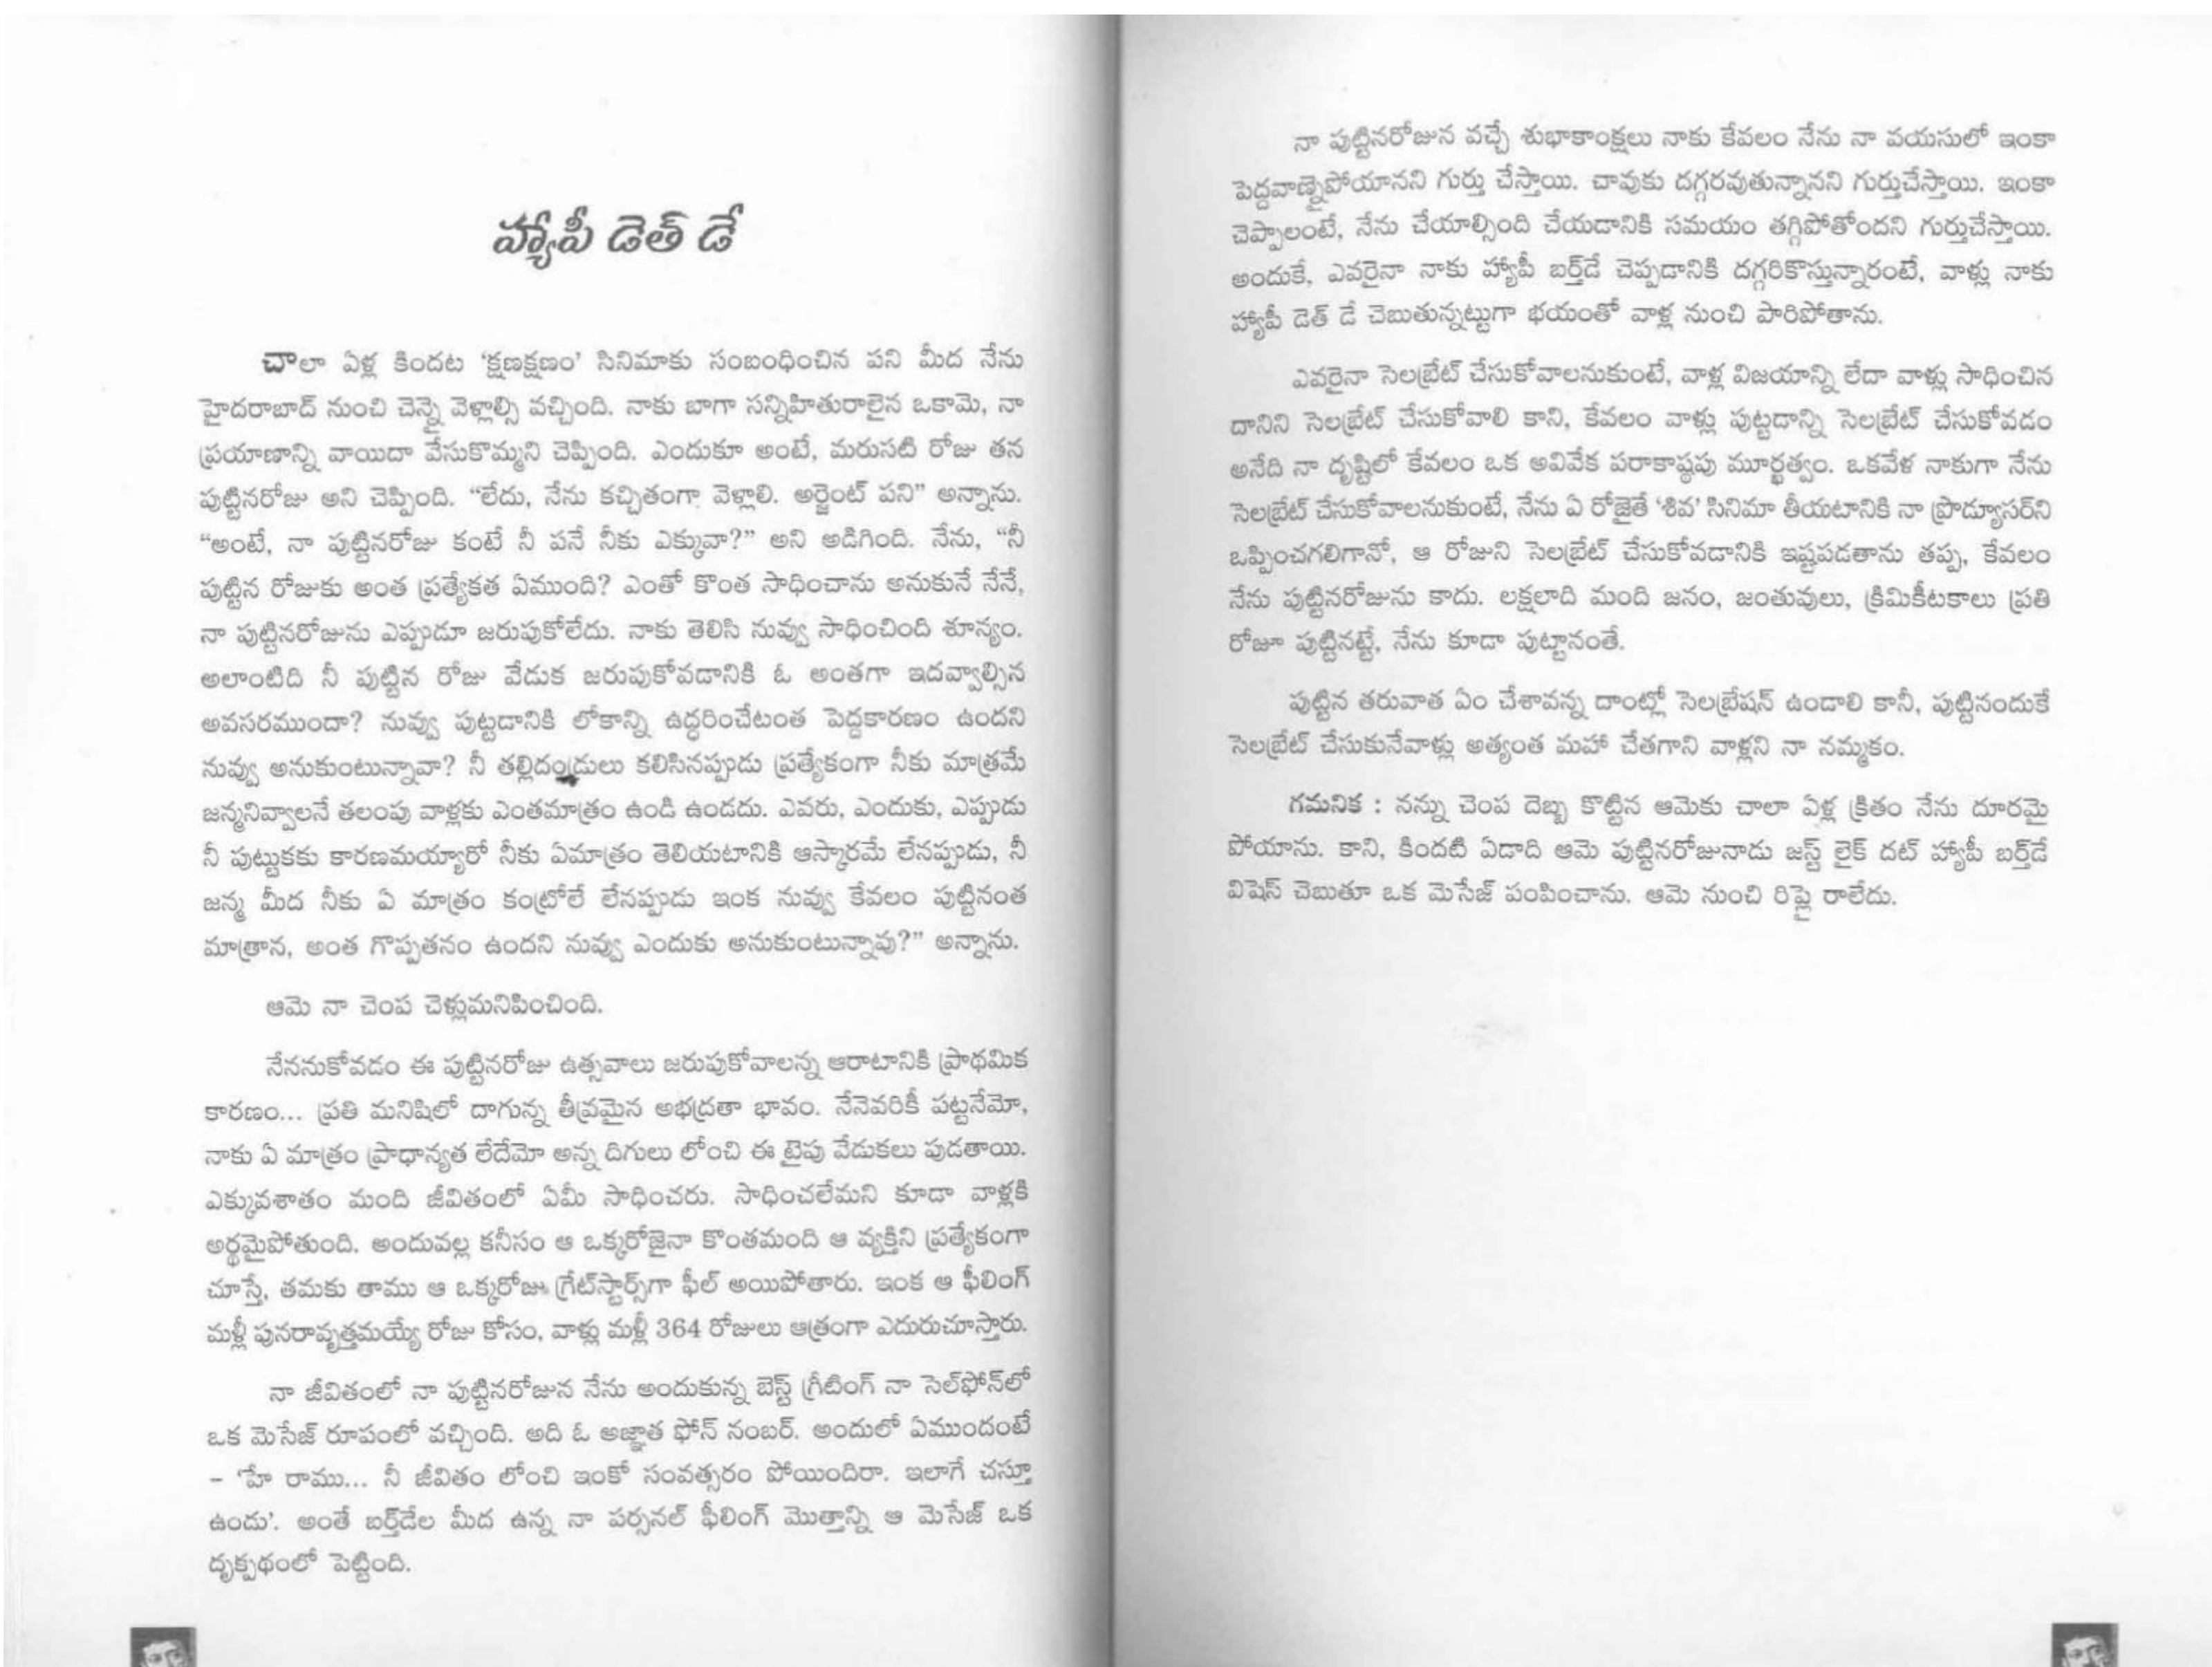 హ్యాపీ డెత్ డే
చాలా ఏళ్ల కిందట ‘క్షణక్షణం’ సినిమాకు సంబంధించిన పని మీద నేను
హైదరాబాద్ నుంచి చెన్నై వెళ్లాల్సి వచ్చింది. నాకు బాగా సన్నిహితురాలైన ఒకామె, నా
ప్రయాణాన్ని వాయిదా వేసుకొమ్మని చెప్పింది. ఎందుకూ అంటే, మరుసటి రోజు తన
పుట్టినరోజు అని చెప్పింది. “లేదు, నేను కచ్చితంగా వెళ్లాలి. అర్జెంట్ పని” అన్నాను.
“అంటే, నా పుట్టినరోజు కంటే నీ పనే నీకు ఎక్కువా?” అని అడిగింది. నేను, “నీ
పుట్టిన రోజుకు అంత ప్రత్యేకత ఏముంది? ఎంతో కొంత సాధించాను అనుకునే నేనే,
నా పుట్టినరోజును ఎప్పుడూ జరుపుకోలేదు. నాకు తెలిసి నువ్వు సాధించింది శూన్యం.
అలాంటిది నీ పుట్టిన రోజు వేడుక జరుపుకోవడానికి ఓ అంతగా ఇదవ్వాల్సిన
అవసరముందా? నువ్వు పుట్టడానికి లోకాన్ని ఉద్ధరించేటంత పెద్దకారణం ఉందని
నువ్వు అనుకుంటున్నావా? నీ తల్లిదండ్రులు కలిసినప్పుడు ప్రత్యేకంగా నీకు మాత్రమే
జన్మనివ్వాలనే తలంపు వాళ్లకు ఎంతమాత్రం ఉండి ఉండదు. ఎవరు, ఎందుకు, ఎప్పుడు
నీ పుట్టుకకు కారణమయ్యారో నీకు ఏమాత్రం తెలియటానికి ఆస్కారమే లేనప్పుడు, నీ
జన్మ మీద నీకు ఏ మాత్రం కంట్రోలే లేనప్పుడు ఇంక నువ్వు కేవలం పుట్టినంత
మాత్రాన, అంత గొప్పతనం ఉందని నువ్వు ఎందుకు అనుకుంటున్నావు?” అన్నాను.
ఆమె నా చెంప చెళ్లుమనిపించింది.
నేననుకోవడం ఈ పుట్టినరోజు ఉత్సవాలు జరుపుకోవాలన్న ఆరాటానికి ప్రాథమిక
కారణం... ప్రతి మనిషిలో దాగున్న తీవ్రమైన అభద్రతా భావం. నేనెవరికీ పట్టనేమో,
నాకు ఏ మాత్రం ప్రాధాన్యత లేదేమో అన్న దిగులు లోంచి ఈ టైపు వేడుకలు పుడతాయి.
ఎక్కువశాతం మంది జీవితంలో ఏమీ సాధించరు. సాధించలేమని కూడా వాళ్లకి
అర్థమైపోతుంది. అందువల్ల కనీసం ఆ ఒక్కరోజైనా కొంతమంది ఆ వ్యక్తిని ప్రత్యేకంగా
చూస్తే, తమకు తాము ఆ ఒక్కరోజు గ్రేట్‌స్టార్స్‌గా ఫీల్ అయిపోతారు. ఇంక ఆ ఫీలింగ్
మళ్లీ పునరావృత్తమయ్యే రోజు కోసం, వాళ్లు మళ్లీ 364 రోజులు ఆత్రంగా ఎదురుచూస్తారు.
నా జీవితంలో నా పుట్టినరోజున నేను అందుకున్న బెస్ట్ గ్రీటింగ్ నా సెల్‌ఫోన్‌లో
ఒక మెసేజ్ రూపంలో వచ్చింది. అది ఓ అజ్ఞాత ఫోన్ నంబర్. అందులో ఏముందంటే
– ‘హే రాము... నీ జీవితం లోంచి ఇంకో సంవత్సరం పోయిందిరా. ఇలాగే చస్తూ
ఉండు’. అంతే బర్త్‌డేల మీద ఉన్న నా పర్సనల్ ఫీలింగ్ మొత్తాన్ని ఆ మెసేజ్ ఒక
దృక్పథంలో పెట్టింది.
నా పుట్టినరోజున వచ్చే శుభాకాంక్షలు నాకు కేవలం నేను నా వయసులో ఇంకా
పెద్దవాణ్నైపోయానని గుర్తు చేస్తాయి. చావుకు దగ్గరవుతున్నానని గుర్తుచేస్తాయి. ఇంకా
చెప్పాలంటే, నేను చేయాల్సింది చేయడానికి సమయం తగ్గిపోతోందని గుర్తుచేస్తాయి.
అందుకే, ఎవరైనా నాకు హ్యాపీ బర్త్‌డే చెప్పడానికి దగ్గరికొస్తున్నారంటే, వాళ్లు నాకు
హ్యాపీ డెత్ డే చెబుతున్నట్టుగా భయంతో వాళ్ల నుంచి పారిపోతాను.
ఎవరైనా సెలబ్రేట్ చేసుకోవాలనుకుంటే, వాళ్ల విజయాన్ని లేదా వాళ్లు సాధించిన
దానిని సెలబ్రేట్ చేసుకోవాలి కాని, కేవలం వాళ్లు పుట్టదాన్ని సెలబ్రేట్ చేసుకోవడం
అనేది నా దృష్టిలో కేవలం ఒక అవివేక పరాకాష్ఠపు మూర్ఖత్వం. ఒకవేళ నాకుగా నేను
సెలబ్రేట్ చేసుకోవాలనుకుంటే, నేను ఏ రోజైతే ‘శివ’ సినిమా తీయటానికి నా ప్రొడ్యూసర్‌ని
ఒప్పించగలిగానో, ఆ రోజుని సెలబ్రేట్ చేసుకోవడానికి ఇష్టపడతాను తప్ప, కేవలం
నేను పుట్టినరోజును కాదు. లక్షలాది మంది జనం, జంతువులు, క్రిమికీటకాలు ప్రతి
రోజూ పుట్టినట్టే, నేను కూడా పుట్టానంతే.
పుట్టిన తరువాత ఏం చేశావన్న దాంట్లో సెలబ్రేషన్ ఉండాలి కానీ, పుట్టినందుకే
సెలబ్రేట్ చేసుకునేవాళ్లు అత్యంత మహా చేతగాని వాళ్లని నా నమ్మకం.
గమనిక : నన్ను చెంప దెబ్బ కొట్టిన ఆమెకు చాలా ఏళ్ల క్రితం నేను దూరమై
పోయాను. కాని, కిందటి ఏడాది ఆమె పుట్టినరోజునాడు జస్ట్ లైక్ దట్ హ్యాపీ బర్త్‌డే
విషెస్ చెబుతూ ఒక మెసేజ్ పంపించాను. ఆమె నుంచి రిప్లై రాలేదు.